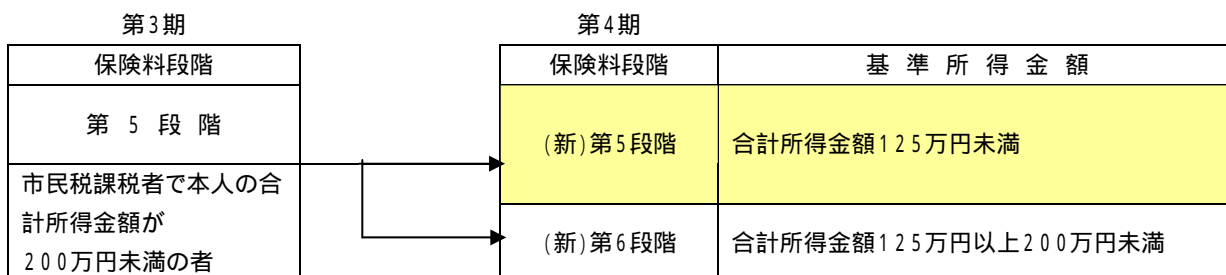 第3期
保険料段階
第 5 段 階
市民税課税者で本人の合
計所得金額が
200万円未満の者
第4期
保険料段階
基 準 所 得 金 額
(新)第5段階
合計所得金額125万円未満
(新)第6段階
合計所得金額125万円以上200万円未満